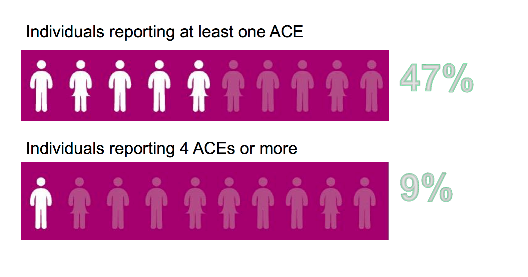 Individuals reporting at least one ACE
47%
Individuals reporting 4 ACEs or more
9%